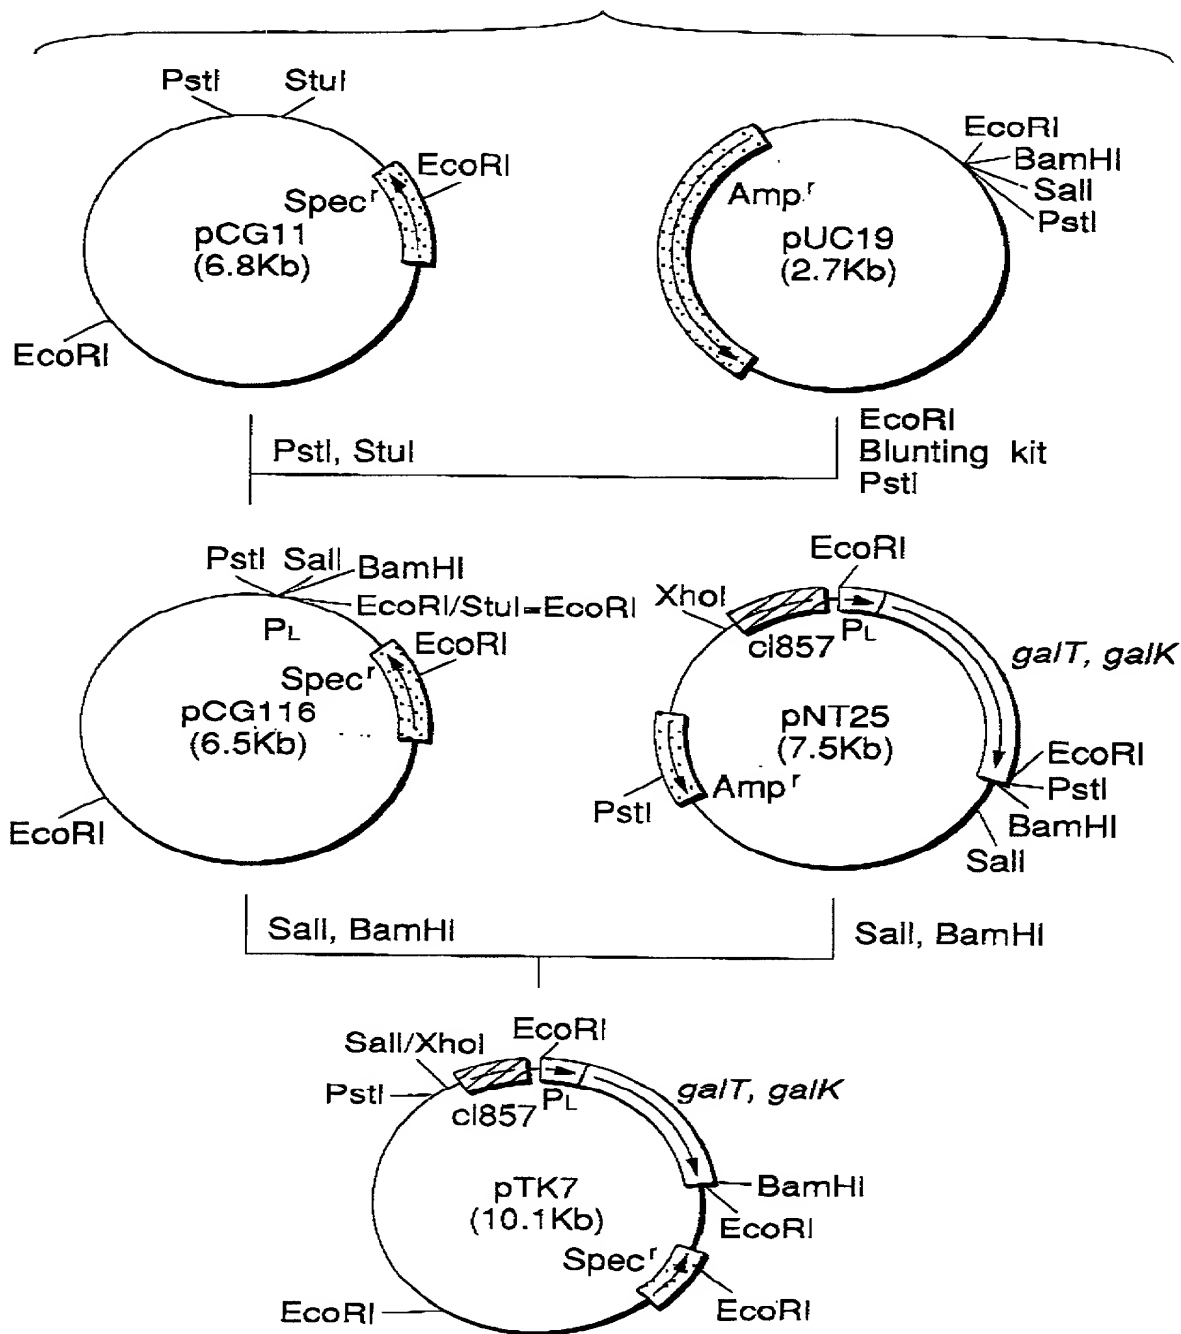 PstI StuI
EcoRI
Spec^r
pCG11
(6.8Kb)
EcoRI
EcoRI
BamHI
SalI
PstI
Amp^r
pUC19
(2.7Kb)
PstI, StuI
EcoRI
Blunting kit
PstI
PstI SalI
BamHI
EcoRI/StuI=EcoRI
PL
EcoRI
Spec^r
pCG116
(6.5Kb)
EcoRI
EcoRI
XhoI
cI857
PL
galT, galK
pNT25
(7.5Kb)
EcoRI
PstI
BamHI
SalI
Amp^r
PstI
SalI, BamHI
SalI, BamHI
EcoRI
SalI/XhoI
PstI
cI857
PL
galT, galK
pTK7
(10.1Kb)
BamHI
EcoRI
Spec^r
EcoRI
EcoRI